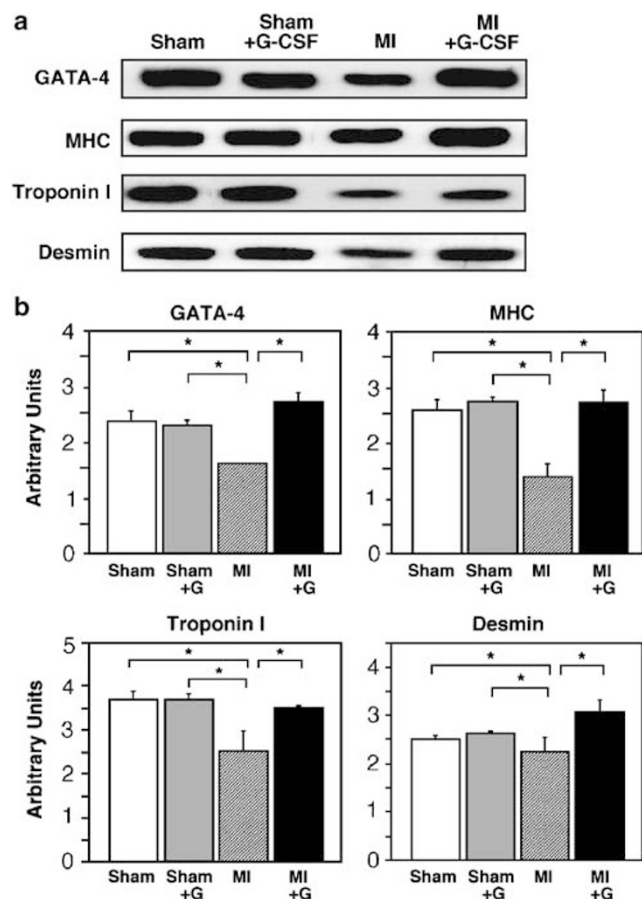 a
Sham
Sham
+G-CSF
MI
MI
+G-CSF
GATA-4
MHC
Troponin I
Desmin
b
GATA-4
Arbitrary Units
4
3
2
1
0
*
*
*
Sham
Sham
+G
MI
MI
+G
MHC
4
3
2
1
0
*
*
*
Sham
Sham
+G
MI
MI
+G
Troponin I
Arbitrary Units
5
4
3
2
1
0
*
*
*
Sham
Sham
+G
MI
MI
+G
Desmin
4
3
2
1
0
*
*
*
Sham
Sham
+G
MI
MI
+G